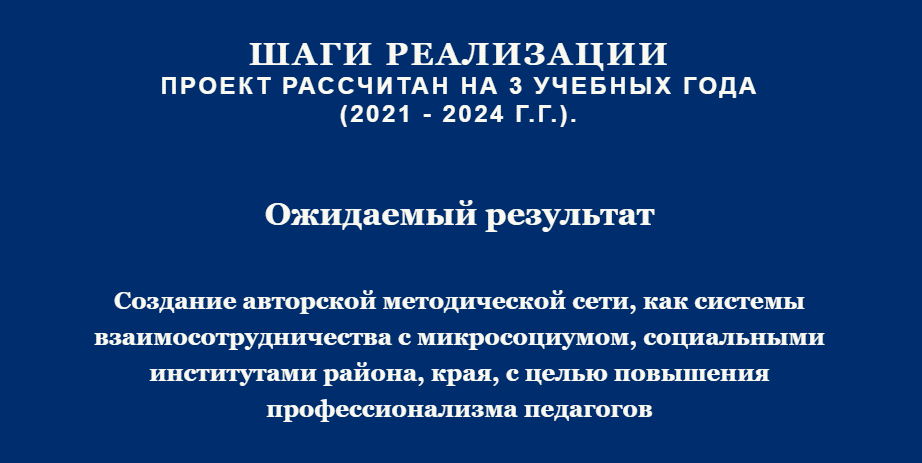 ШАГИ РЕАЛИЗАЦИИ
ПРОЕКТ РАССЧИТАН НА 3 УЧЕБНЫХ ГОДА
(2021 - 2024 Г.Г.).
Ожидаемый результат
Создание авторской методической сети, как системы
взаимосотрудничества с микросоциумом, социальными
институтами района, края, с целью повышения
профессионализма педагогов